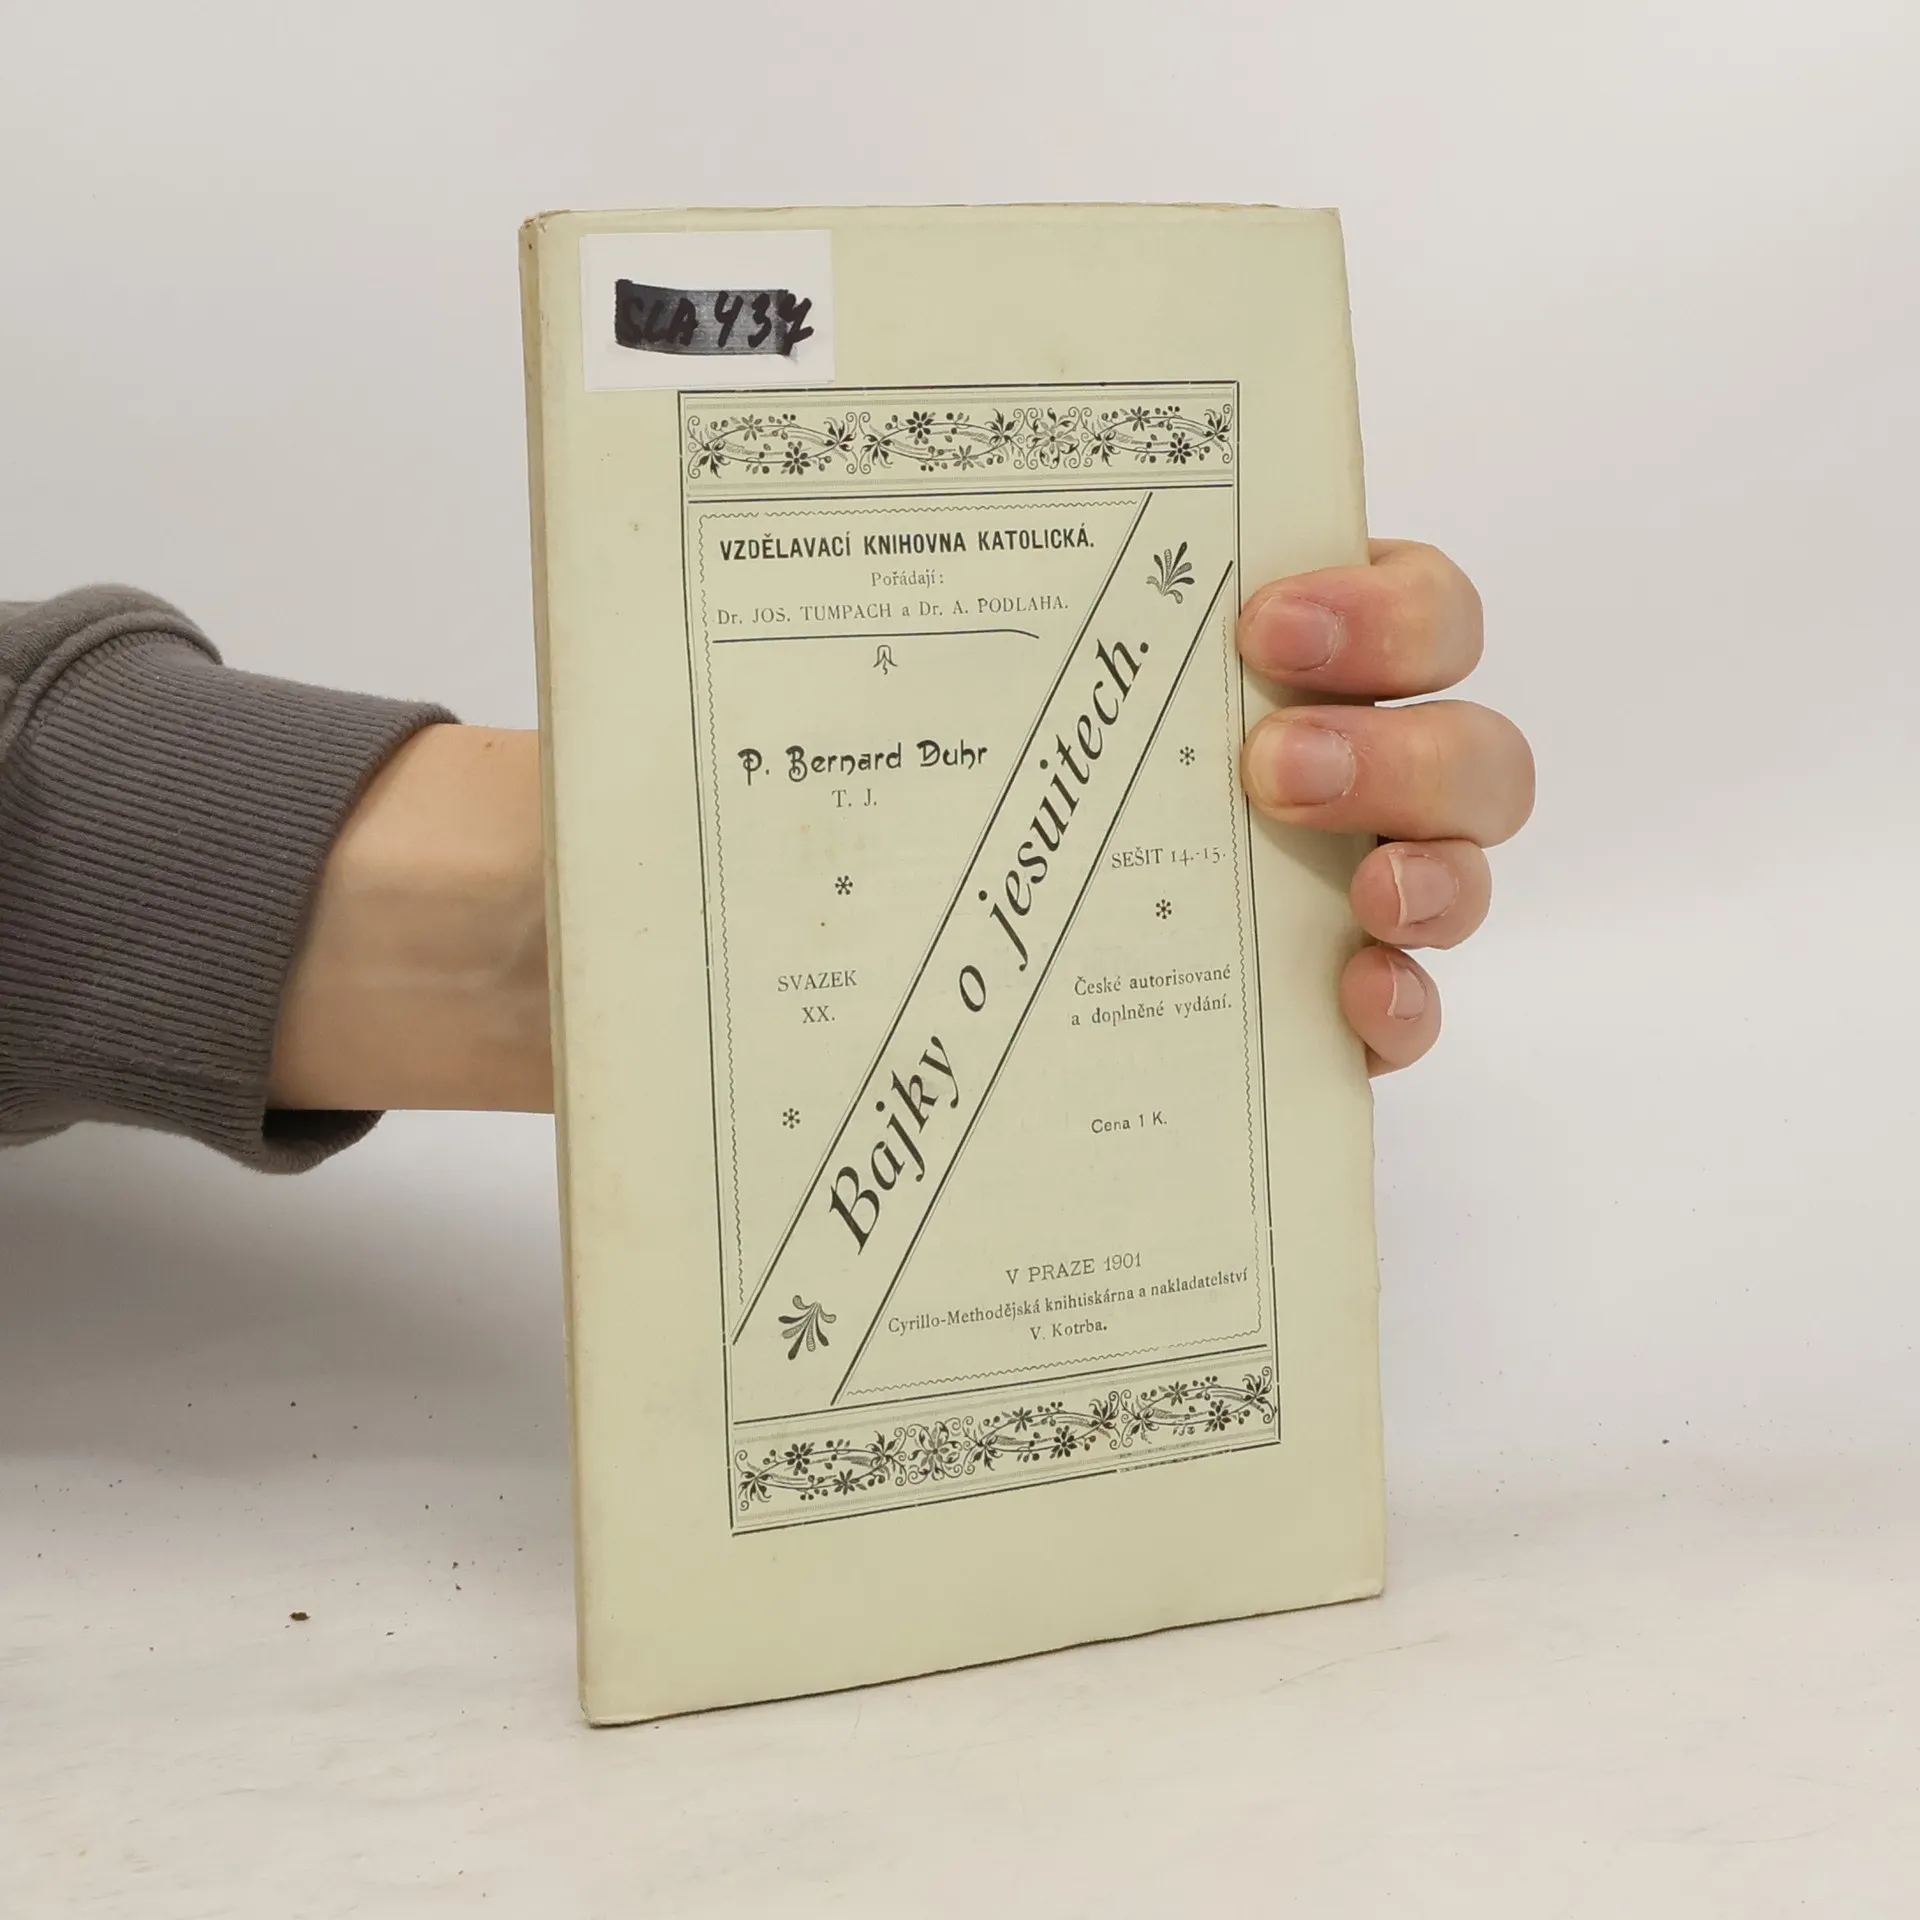 SLA 437
VZDĚLAVACÍ KNIHOVNA KATOLICKÁ.
Pořádají:
Dr. JOS. TUMPACH a Dr. A. PODLAHA.
P. Bernard Duhr
T. J.
Bajky o jesuitech.
SEŠIT 14.-15.
SVAZEK
XX.
České autorisované
a doplněné vydání.
Cena 1 K.
V PRAZE 1901
Cyrillo-Methodějská knihtiskárna a nakladatelství
V. Kotrba.